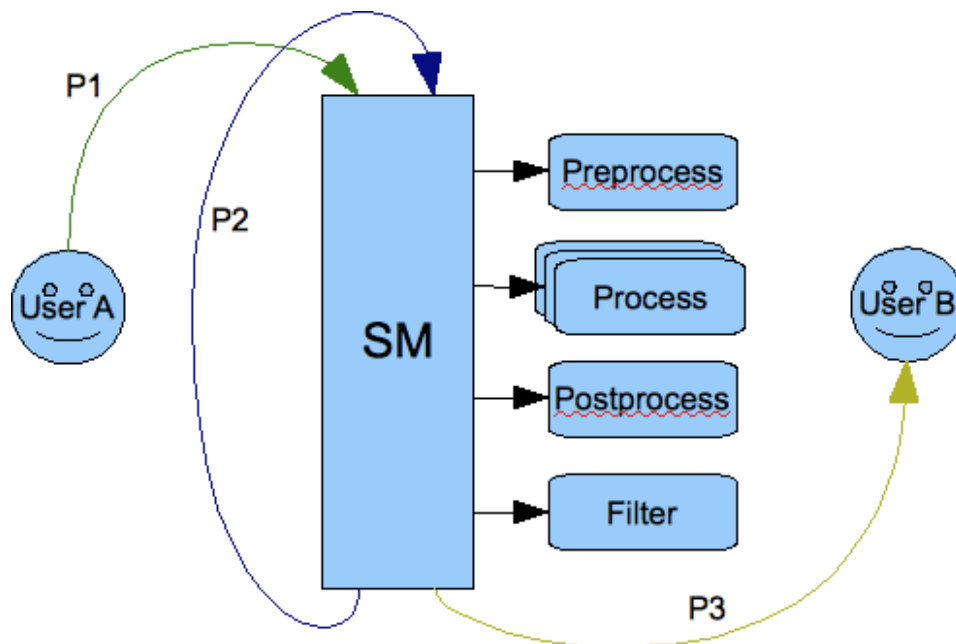 P1
P2
User A
SM
Preprocess
Process
Postprocess
Filter
User B
P3